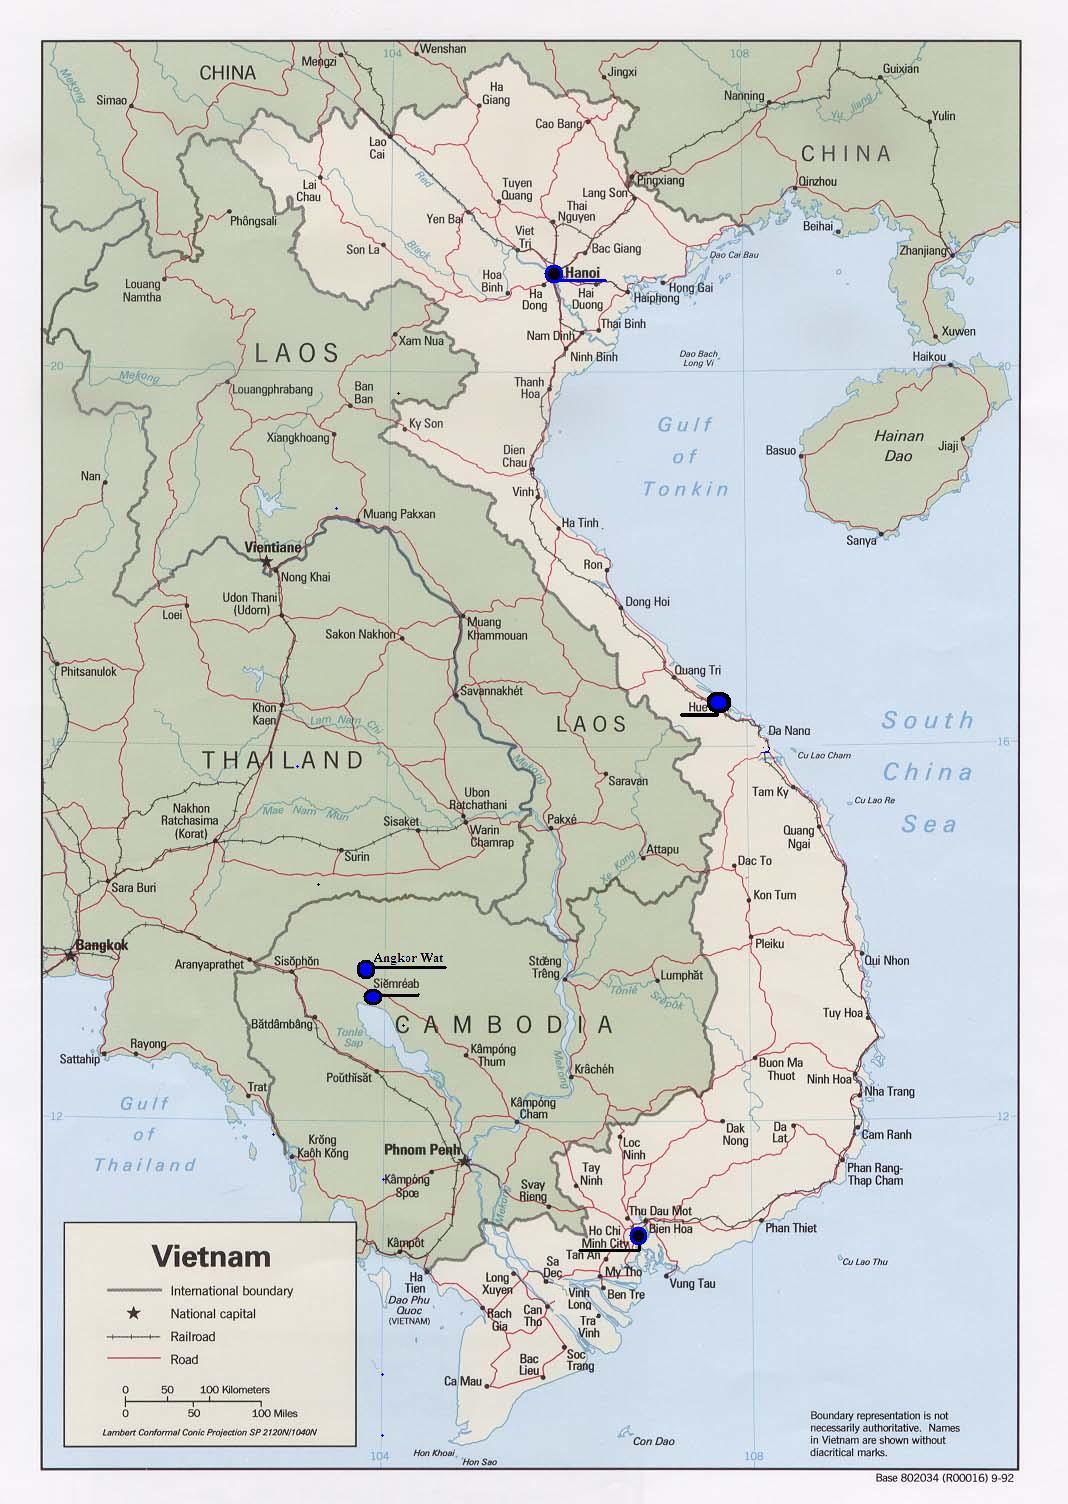 104
108
CHINA
Mengzi
Wenshan
Jingxi
Guixian
Mekong
Simao
Ha
Giang
Nanning
Yu Jiang
Cao Bang
Yulin
Lao
Cai
CHINA
Red
Lai
Chau
Tuyen
Quang
Lang Son
Pingxiang
Qinzhou
Phôngsali
Yen Bai
Thai
Nguyen
Beihai
Viet
Tri
Son La
Black
Bac Giang
Zhanjiang
Dao Cai Bau
Louang
Namtha
Hoa
Binh
Hanoi
Ha
Dong
Hai
Duong
Haiphong
Hong Gai
Thai Binh
Xuwen
Nam Dinh
LAOS
Xam Nua
Ninh Binh
Dao Bach
Long Vi
Haikou
20
20
Mekong
Louangphrabang
Ban
Ban
Thanh
Hoa
Ky Son
Gulf
of
Tonkin
Xiangkhoang
Hainan
Dao
Jiaji
Basuo
Dien
Chau
Nan
Vinh
Muang Pakxan
Ha Tinh
Sanya
Vientiane
Nong Khai
Ron
Udon Thani
(Udorn)
Dong Hoi
Loei
Muang
Khammouan
Sakon Nakhon
Phitsanulok
Quang Tri
Savannakhét
Khon
Kaen
Hue
Lam Nam Chi
LAOS
Da Nang
South
China
Sea
16
16
Cu Lao Cham
THAILAND
Mekong
Saravan
Tam Ky
Cu Lao Re
Ubon
Ratchathani
Nakhon
Ratchasima
(Korat)
Mae Nam Mun
Sisaket
Warin
Chamrap
Pakxé
Quang
Ngai
Surin
Xe Kong
Attapu
Dac To
Sara Buri
Kon Tum
Bangkok
Pleiku
Aranyaprathet
Sisŏphŏn
Angkor Wat
Siĕmréab
Stœ̆ng
Trêng
Lumphăt
Qui Nhon
Tonlé Srêpôk
CAMBODIA
Bătdâmbâng
Tonle
Sap
Tuy Hoa
Sattahip
Rayong
Kâmpóng
Thum
Mekong
Krâchéh
Buon Ma
Thuot
Ninh Hoa
Poŭthĭsăt
Trat
Nha Trang
Gulf
of
Thailand
Kâmpóng
Cham
12
12
Dak
Nong
Da
Lat
Cam Ranh
Krŏng
Kaôh Kŏng
Phnom Penh
Loc
Ninh
Phan Rang-
Thap Cham
Tay
Ninh
Kâmpóng
Spœ
Svay
Rieng
Mekong
Thu Dau Mot
Phan Thiet
Ho Chi
Minh City
Bien Hoa
Kâmpôt
Tan An
Cu Lao Thu
Ha
Tien
Long
Xuyen
Sa
Dec
My Tho
Vung Tau
Dao Phu
Quoc
(VIETNAM)
Vinh
Long
Ben Tre
Rach
Gia
Can
Tho
Tra
Vinh
Soc
Trang
Bac
Lieu
Ca Mau
Con Dao
Hon Khoai
Hon Sao
104
108
Vietnam
International boundary
National capital
Railroad
Road
0 50 100 Kilometers
0 50 100 Miles
Lambert Conformal Conic Projection SP 2120N/1040N
Boundary representation is not
necessarily authoritative. Names
in Vietnam are shown without
diacritical marks.
Base 802034 (R00016) 9-92